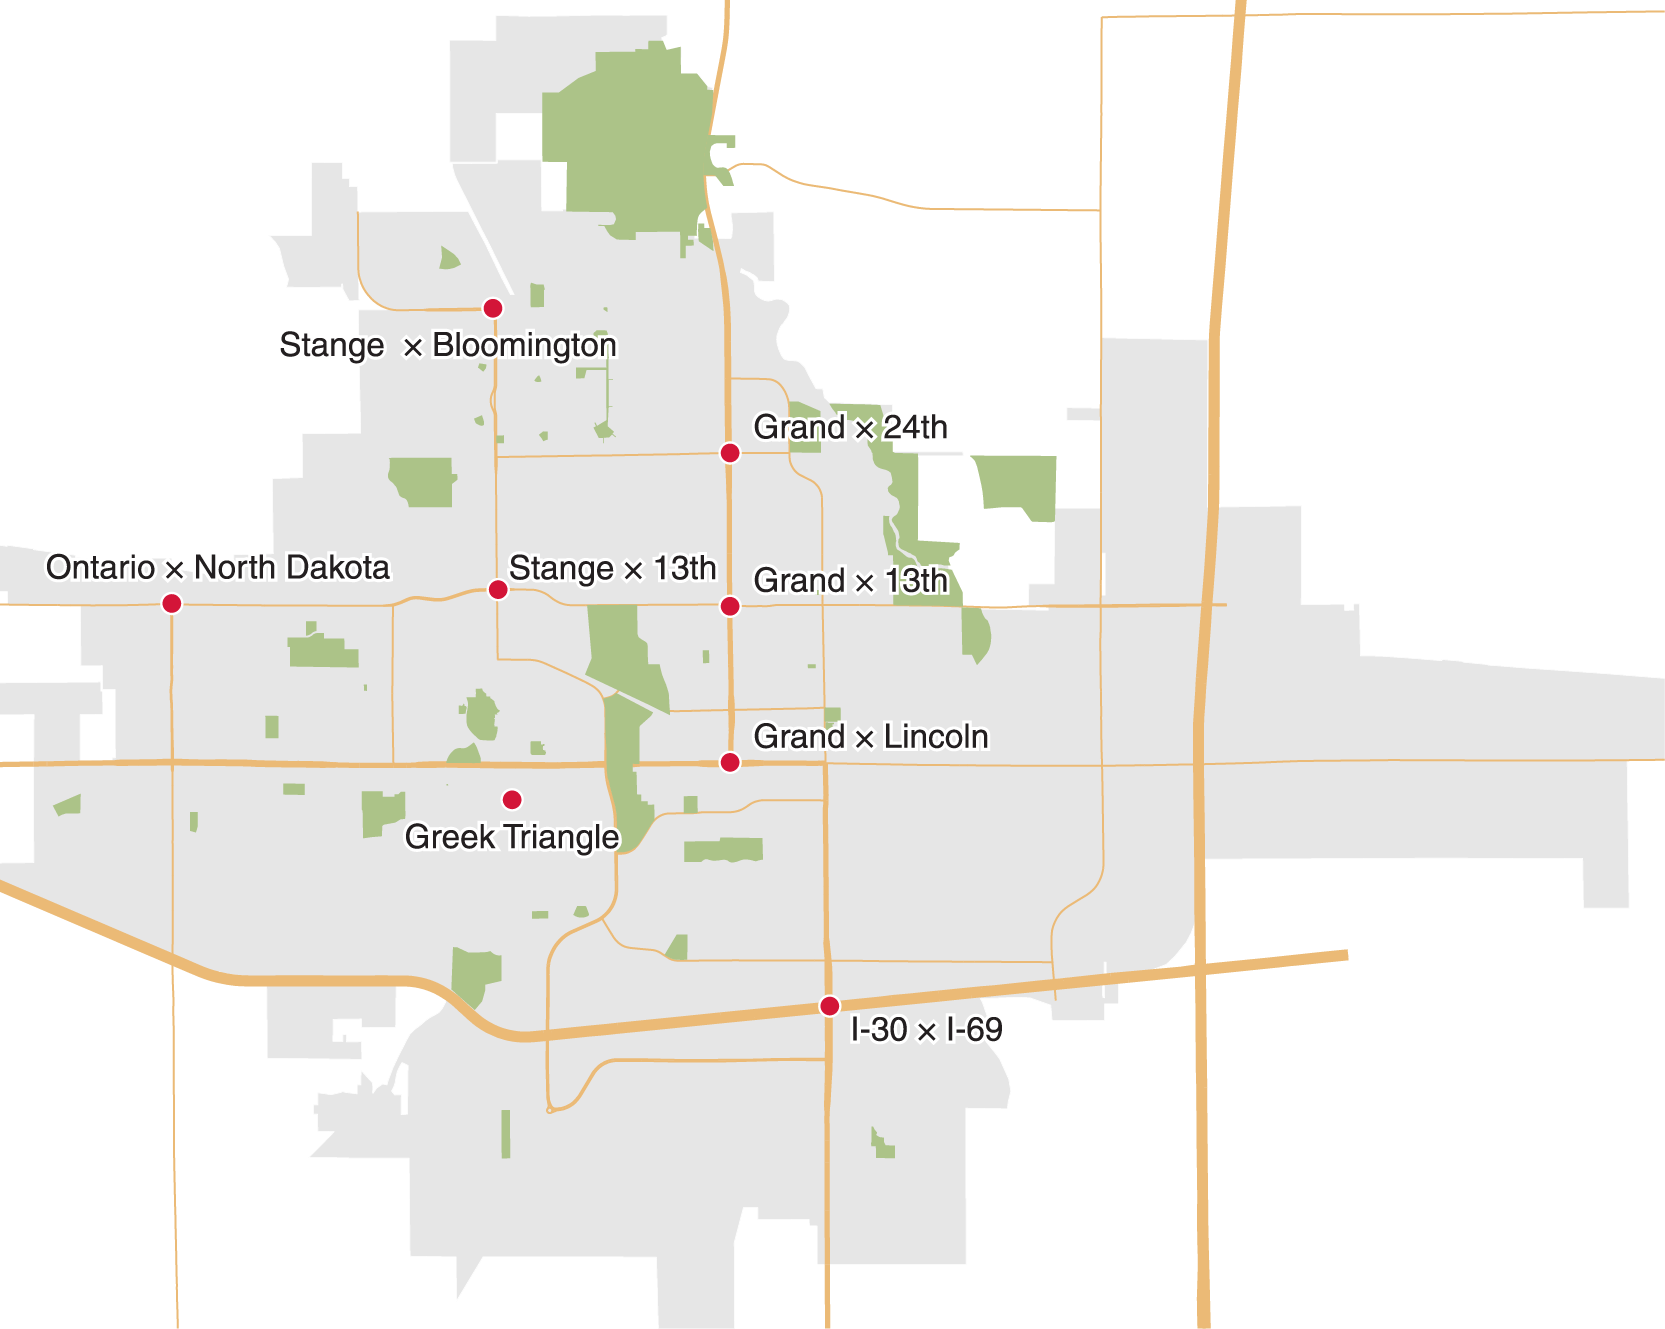 Stange × Bloomington
Grand × 24th
Ontario × North Dakota
Stange × 13th
Grand × 13th
Grand × Lincoln
Greek Triangle
I-30 × I-69